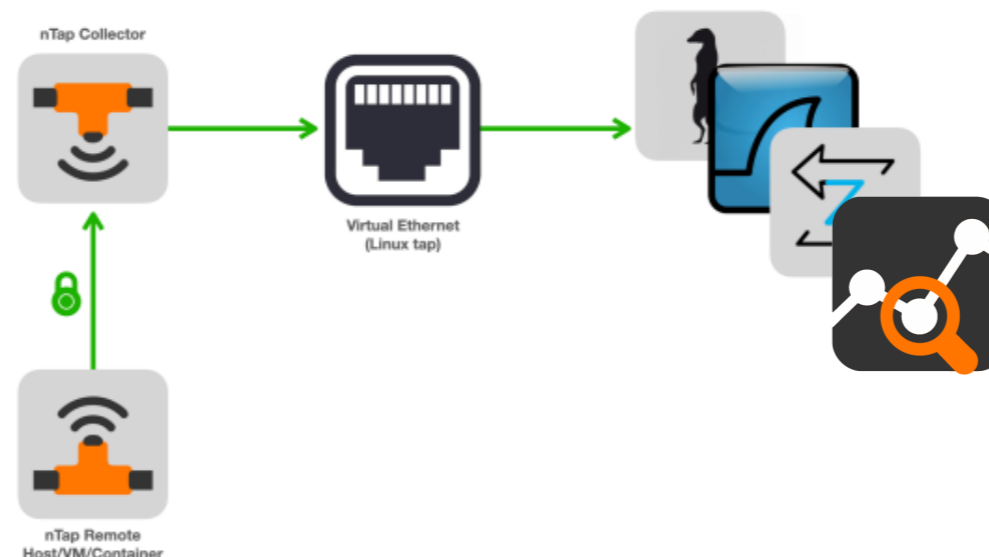 nTap Collector
Virtual Ethernet
(Linux tap)
nTap Remote
Host/VM/Container